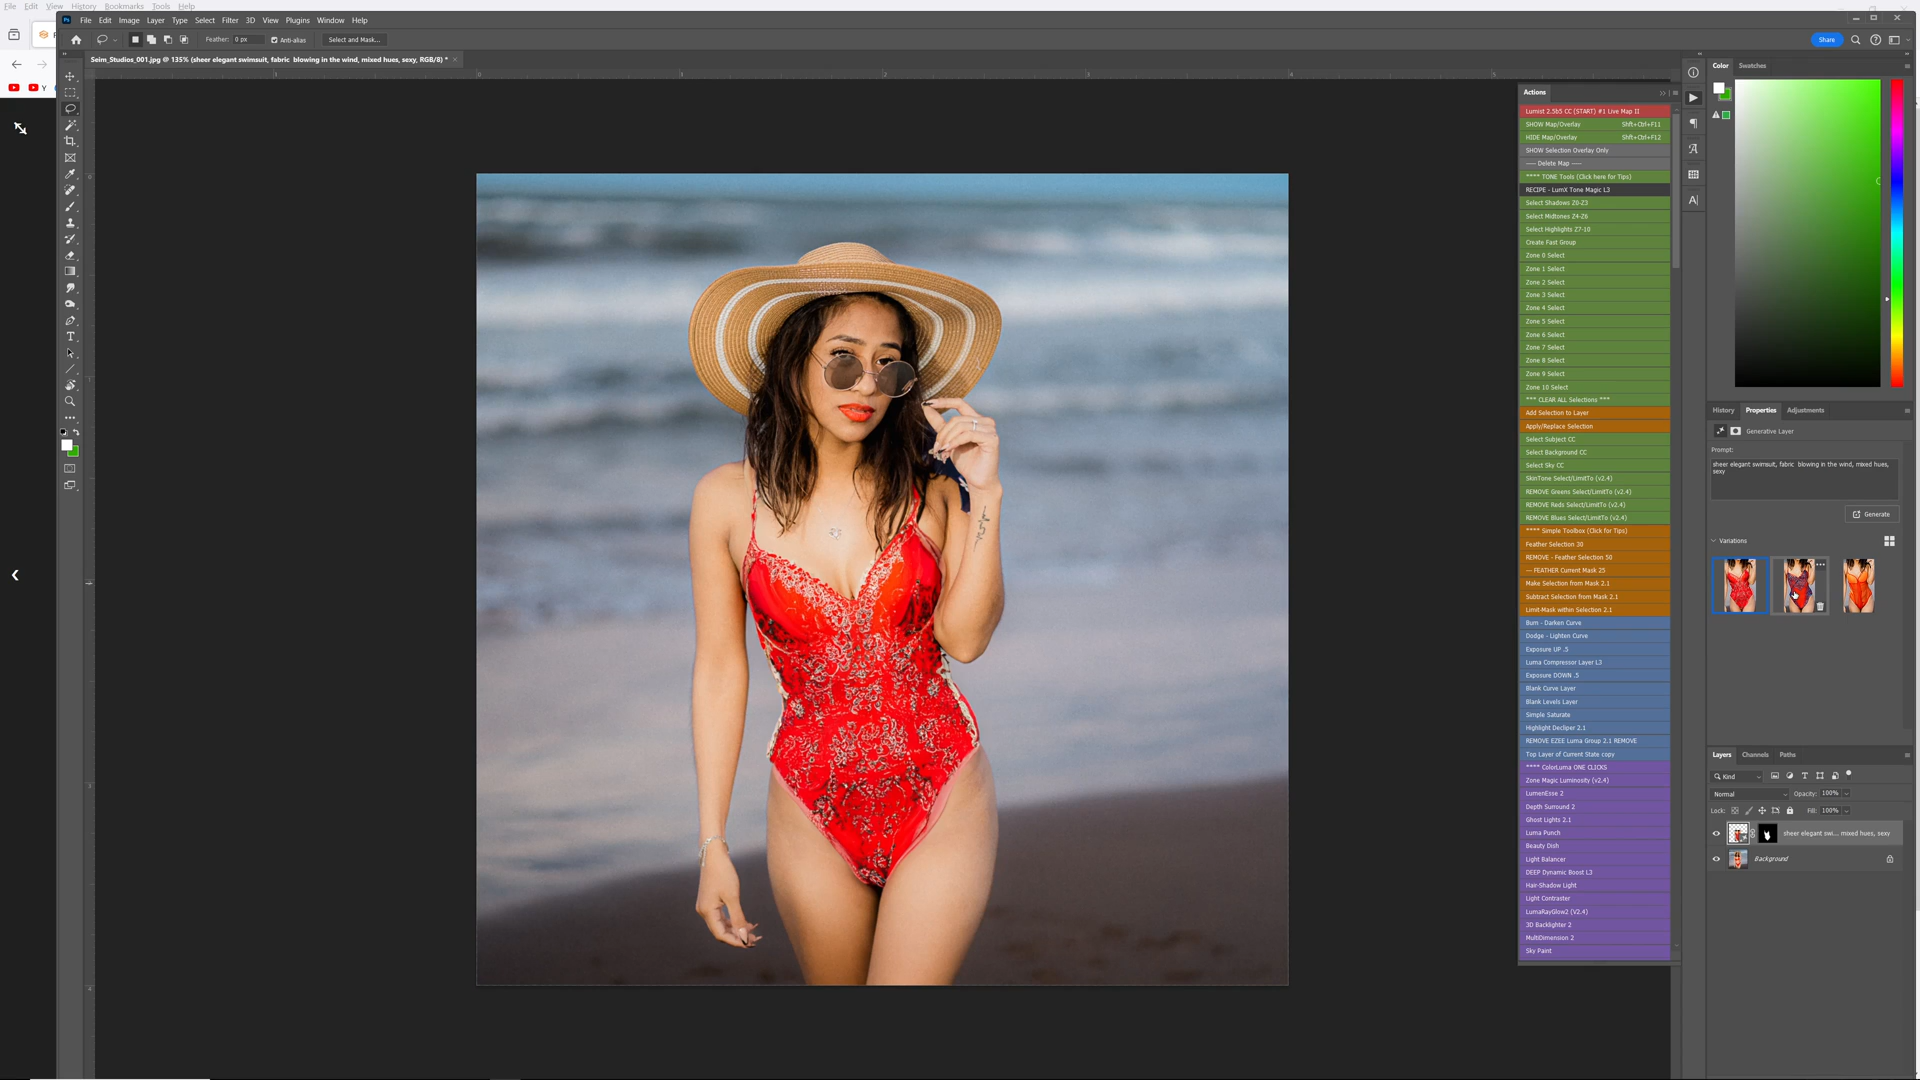 File Edit View History Bookmarks Tools Help
File Edit Image Layer Type Select Filter 3D View Plugins Window Help
Feather: 0 px Anti-alias Select and Mask... Share
Seim_Studios_001.jpg @ 135% (sheer elegant swimsuit, fabric blowing in the wind, mixed hues, sexy, RGB/8) *
Y
Actions
Lumist 2.5b5 CC (START) #1 Live Map II
SHOW Map/Overlay Shft+Ctrl+F11
HIDE Map/Overlay Shft+Ctrl+F12
SHOW Selection Overlay Only
---- Delete Map ----
**** TONE Tools (Click here for Tips)
RECIPE - LumX Tone Magic L3
Select Shadows Z0-Z3
Select Midtones Z4-Z6
Select Highlights Z7-10
Create Fast Group
Zone 0 Select
Zone 1 Select
Zone 2 Select
Zone 3 Select
Zone 4 Select
Zone 5 Select
Zone 6 Select
Zone 7 Select
Zone 8 Select
Zone 9 Select
Zone 10 Select
*** CLEAR ALL Selections ***
Add Selection to Layer
Apply/Replace Selection
Select Subject CC
Select Background CC
Select Sky CC
SkinTone Select/LimitTo (v2.4)
REMOVE Greens Select/LimitTo (v2.4)
REMOVE Reds Select/LimitTo (v2.4)
REMOVE Blues Select/LimitTo (v2.4)
**** Simple Toolbox (Click for Tips)
Feather Selection 30
REMOVE - Feather Selection 50
--- FEATHER Current Mask 25
Make Selection from Mask 2.1
Subtract Selection from Mask 2.1
Limit-Mask within Selection 2.1
Burn - Darken Curve
Dodge - Lighten Curve
Exposure UP .5
Luma Compressor Layer L3
Exposure DOWN .5
Blank Curve Layer
Blank Levels Layer
Simple Saturate
Highlight Decliper 2.1
REMOVE EZEE Luma Group 2.1 REMOVE
Top Layer of Current State copy
**** ColorLuma ONE CLICKS
Zone Magic Luminosity (v2.4)
LumenEsse 2
Depth Surround 2
Ghost Lights 2.1
Luma Punch
Beauty Dish
Light Balancer
DEEP Dynamic Boost L3
Hair-Shadow Light
Light Contraster
LumaRayGlow2 (V2.4)
3D Backlighter 2
MultiDimension 2
Sky Paint
Color Swatches
History Properties Adjustments
Generative Layer
Prompt:
sheer elegant swimsuit, fabric blowing in the wind, mixed hues,
sexy
Generate
Variations
Layers Channels Paths
Kind
Normal Opacity: 100%
Lock: Fill: 100%
sheer elegant swi... mixed hues, sexy
Background